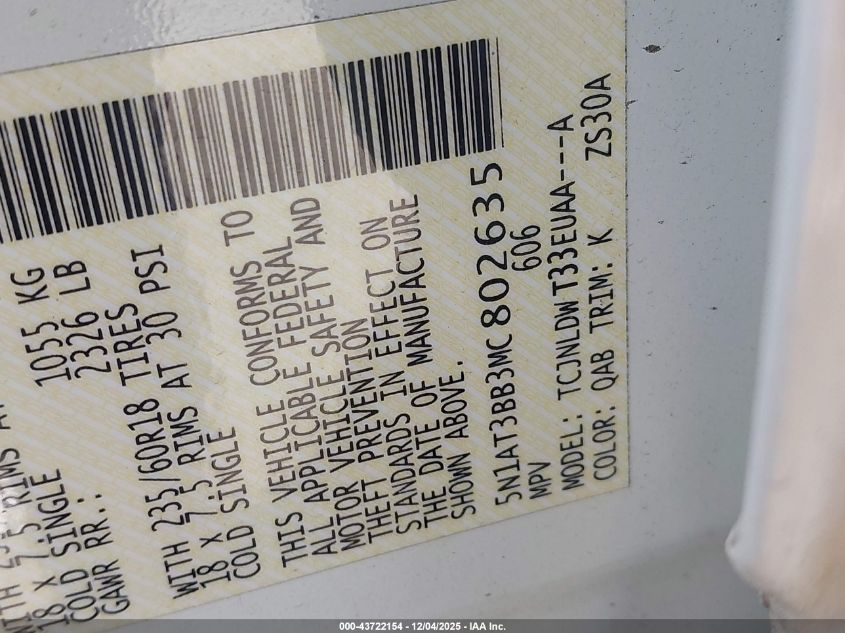 18 X 7.5 RIMS AT
COLD SINGLE
GAWR RR.: 1055 KG
2326 LB
WITH 235/60R18 TIRES
18 X 7.5 RIMS AT 30 PSI
COLD SINGLE
THIS VEHICLE CONFORMS TO
ALL APPLICABLE FEDERAL
MOTOR VEHICLE SAFETY AND
THEFT PREVENTION
STANDARDS IN EFFECT ON
THE DATE OF MANUFACTURE
SHOWN ABOVE.
5N1AT3BB3MC802635
MPV 606
MODEL: TCJNLDW T33EUAA---A
COLOR: QAB TRIM: K ZS30A
000-43722154 - 12/04/2025 - IAA Inc.